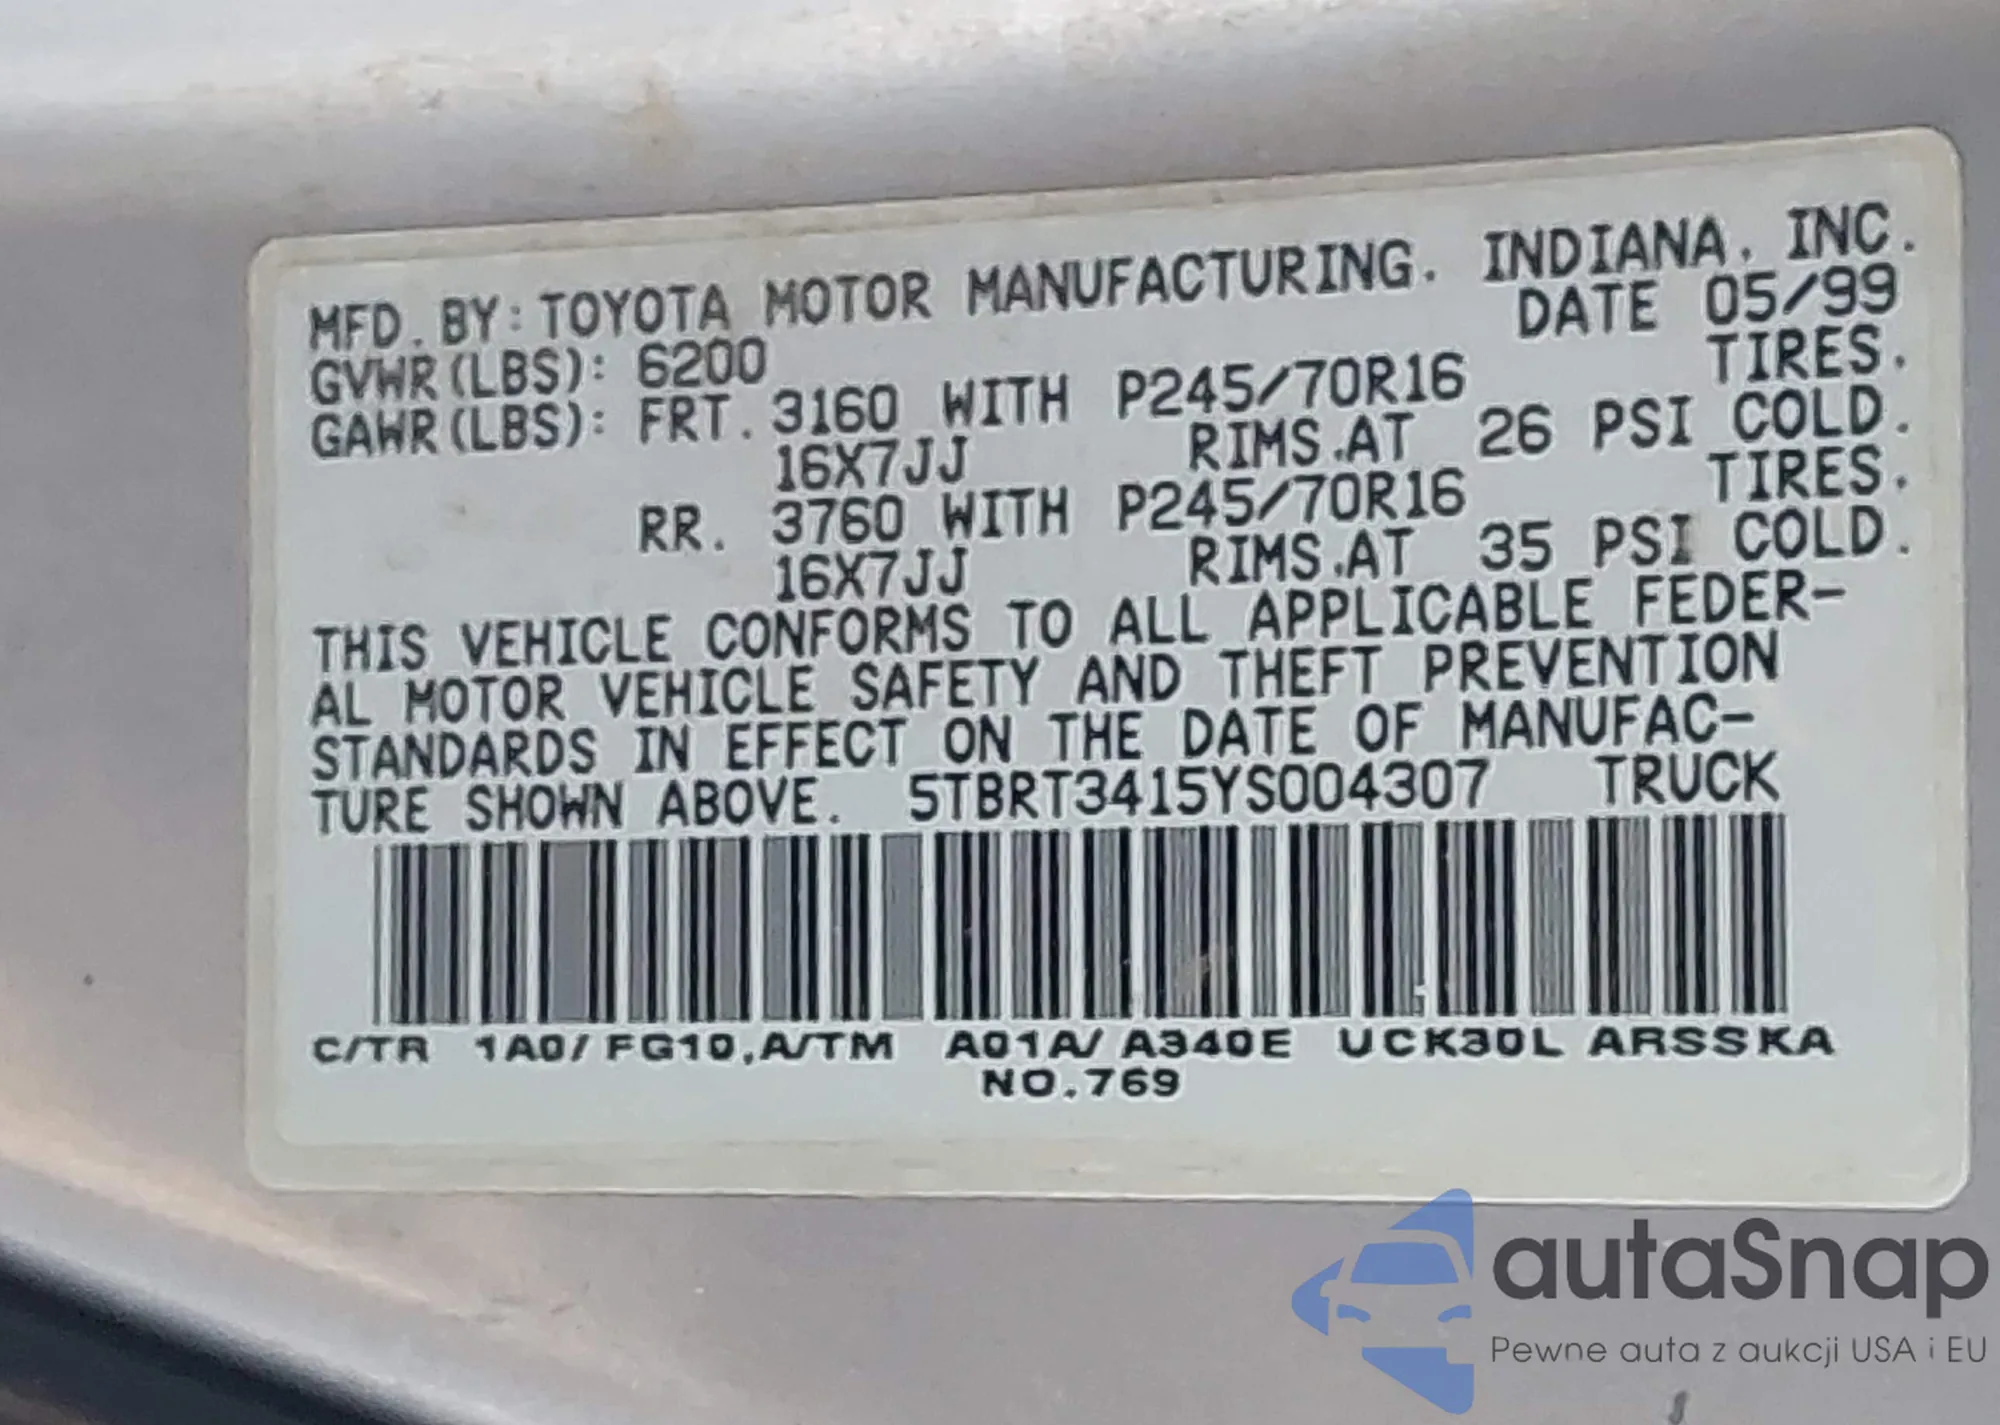 MFD. BY: TOYOTA MOTOR MANUFACTURING. INDIANA, INC.
GVWR(LBS): 6200 DATE 05/99
GAWR(LBS): FRT. 3160 WITH P245/70R16 TIRES.
16X7JJ RIMS.AT 26 PSI COLD.
RR. 3760 WITH P245/70R16 TIRES.
16X7JJ RIMS.AT 35 PSI COLD.
THIS VEHICLE CONFORMS TO ALL APPLICABLE FEDER-
AL MOTOR VEHICLE SAFETY AND THEFT PREVENTION
STANDARDS IN EFFECT ON THE DATE OF MANUFAC-
TURE SHOWN ABOVE. 5TBRT3415YS004307 TRUCK
C/TR 1A0/FG10,A/TM A01A/A340E UCK30L ARSSKA
NO.769
autaSnap
Pewne auta z aukcji USA i EU